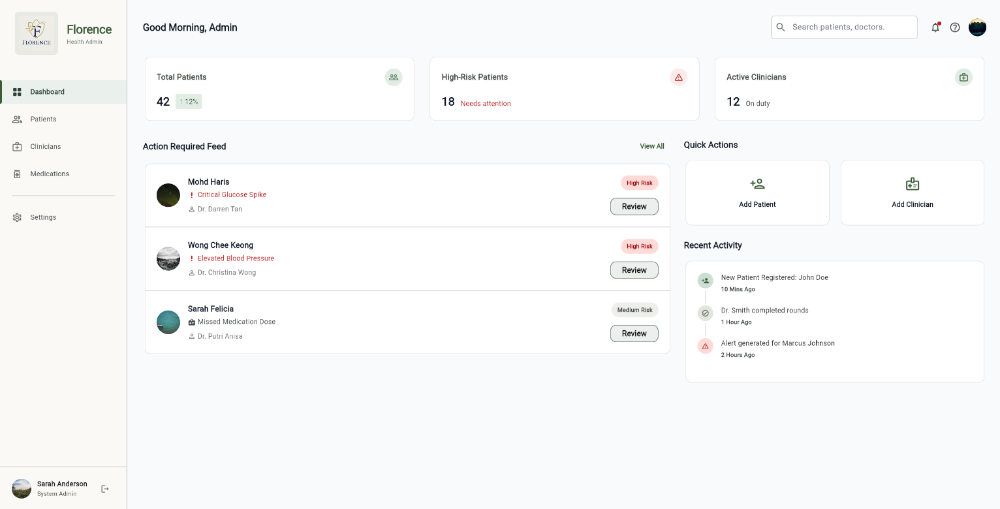 FLORENCE
Florence
Health Admin
Dashboard
Patients
Clinicians
Medications
Settings
Sarah Anderson
System Admin
Good Morning, Admin
Search patients, doctors.
Total Patients
42 ↑ 12%
High-Risk Patients
18 Needs attention
Active Clinicians
12 On duty
Action Required Feed
View All
Mohd Haris
High Risk
Critical Glucose Spike
Dr. Darren Tan
Review
Wong Chee Keong
High Risk
Elevated Blood Pressure
Dr. Christina Wong
Review
Sarah Felicia
Medium Risk
Missed Medication Dose
Dr. Putri Anisa
Review
Quick Actions
Add Patient
Add Clinician
Recent Activity
New Patient Registered: John Doe
10 Mins Ago
Dr. Smith completed rounds
1 Hour Ago
Alert generated for Marcus Johnson
2 Hours Ago